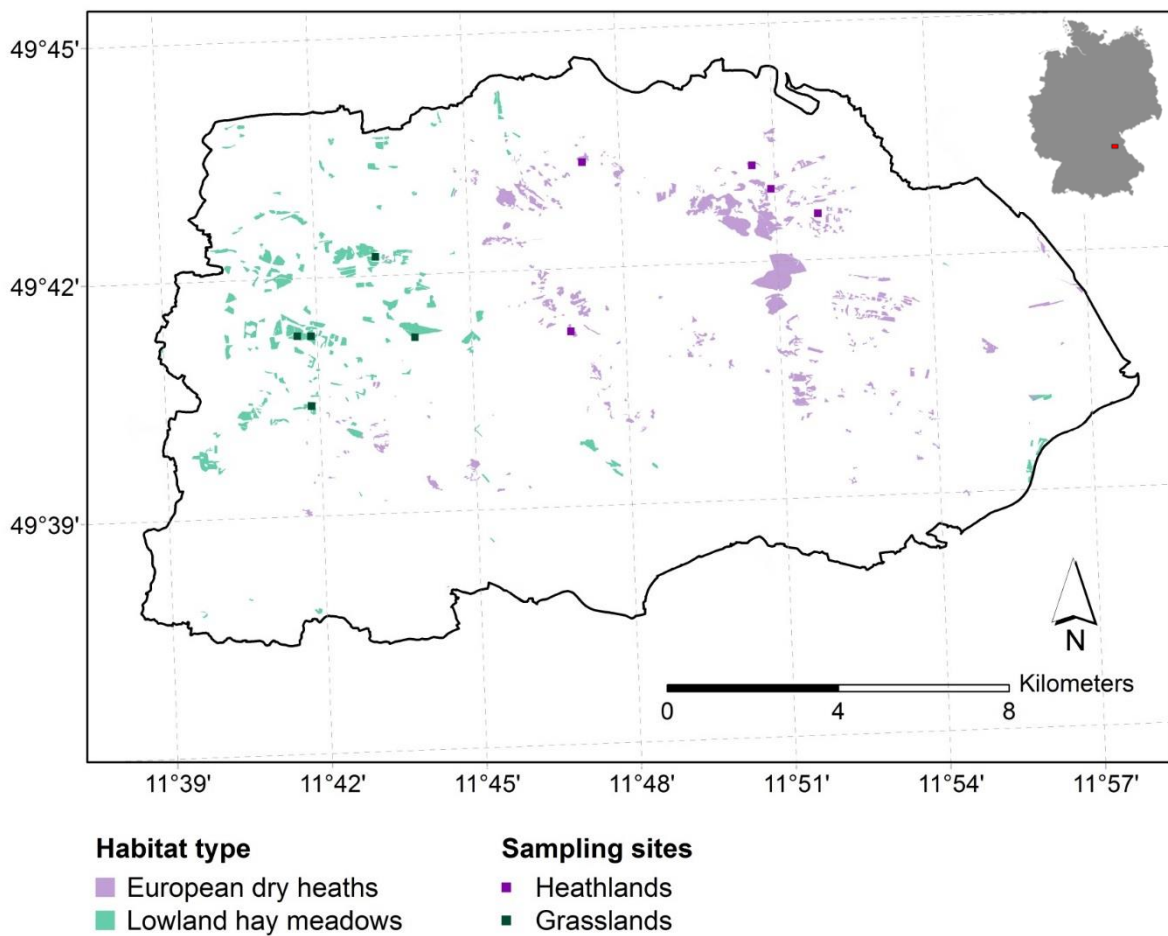 49°45'
49°42'
49°39'
N
Kilometers
0 4 8
11°39' 11°42' 11°45' 11°48' 11°51' 11°54' 11°57'
Habitat type Sampling sites
European dry heaths Heathlands
Lowland hay meadows Grasslands